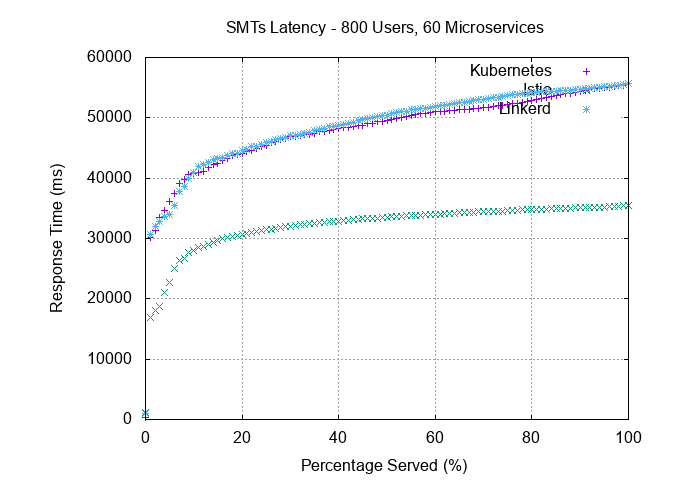 SMTs Latency - 800 Users, 60 Microservices
60000
50000
40000
30000
20000
10000
0
Response Time (ms)
Kubernetes
Istio
Linkerd
0 20 40 60 80 100
Percentage Served (%)